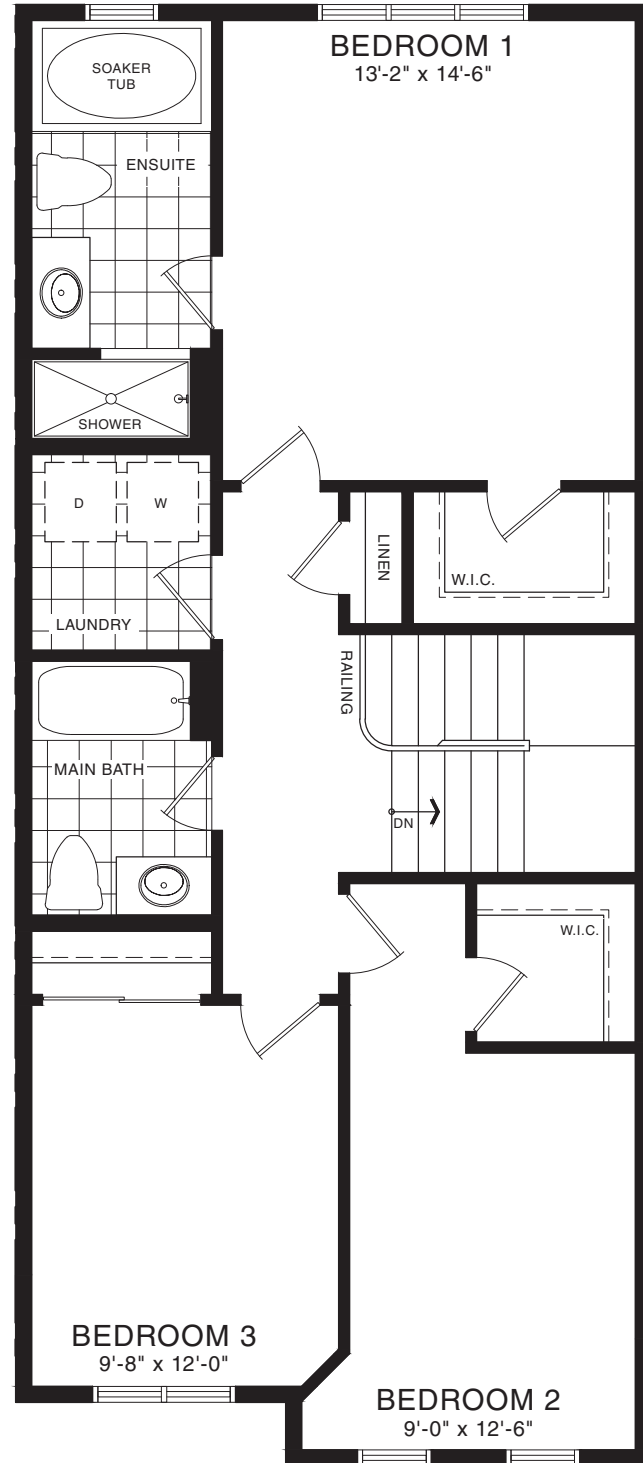 BEDROOM 1
13'-2" x 14'-6"
SOAKER
TUB
ENSUITE
SHOWER
D
W
LINEN
W.I.C.
LAUNDRY
RAILING
MAIN BATH
DN
W.I.C.
BEDROOM 3
9'-8" x 12'-0"
BEDROOM 2
9'-0" x 12'-6"